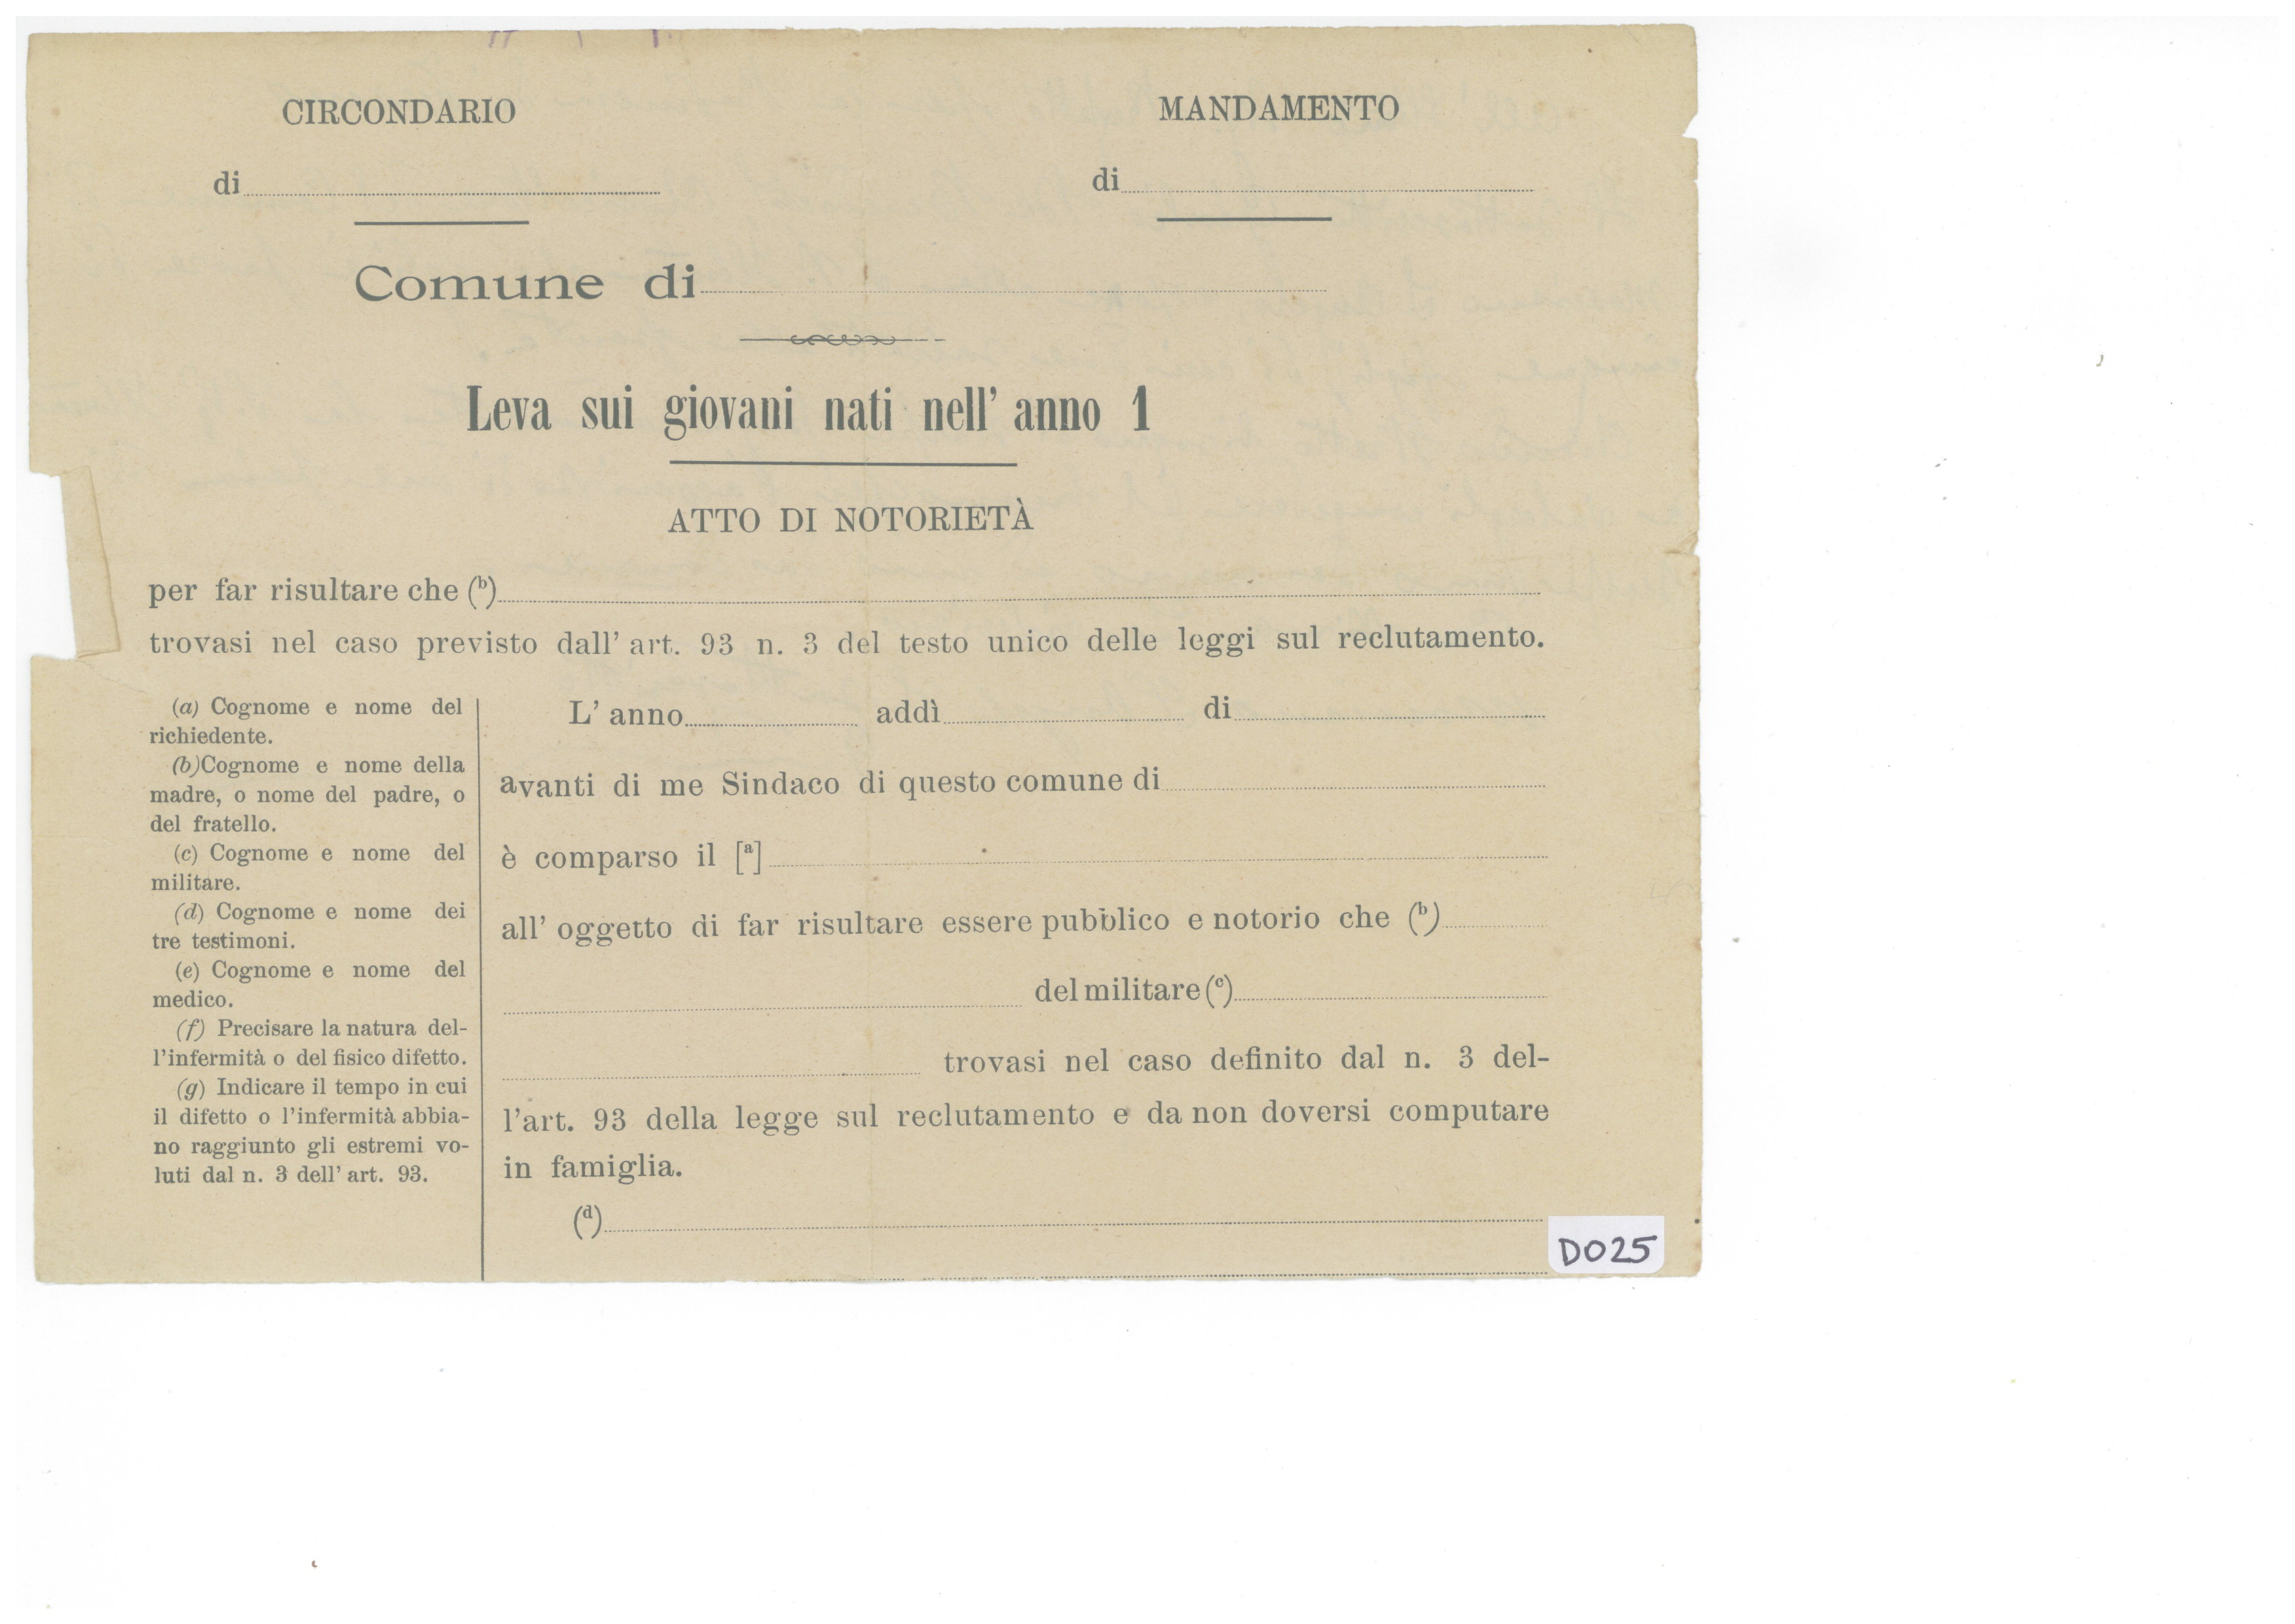 CIRCONDARIO
di
MANDAMENTO
di
Comune di
Leva sui giovani nati nell' anno 1
ATTO DI NOTORIETÀ
per far risultare che (b)
trovasi nel caso previsto dall' art. 93 n. 3 del testo unico delle leggi sul reclutamento.
(a) Cognome e nome del
richiedente.
(b)Cognome e nome della
madre, o nome del padre, o
del fratello.
(c) Cognome e nome del
militare.
(d) Cognome e nome dei
tre testimoni.
(e) Cognome e nome del
medico.
(f) Precisare la natura del-
l'infermità o del fisico difetto.
(g) Indicare il tempo in cui
il difetto o l'infermità abbia-
no raggiunto gli estremi vo-
luti dal n. 3 dell' art. 93.
L' anno addì di
avanti di me Sindaco di questo comune di
è comparso il [a]
all' oggetto di far risultare essere pubblico e notorio che (b)
del militare (c)
trovasi nel caso definito dal n. 3 del-
l'art. 93 della legge sul reclutamento e da non doversi computare
in famiglia.
(d)
D025